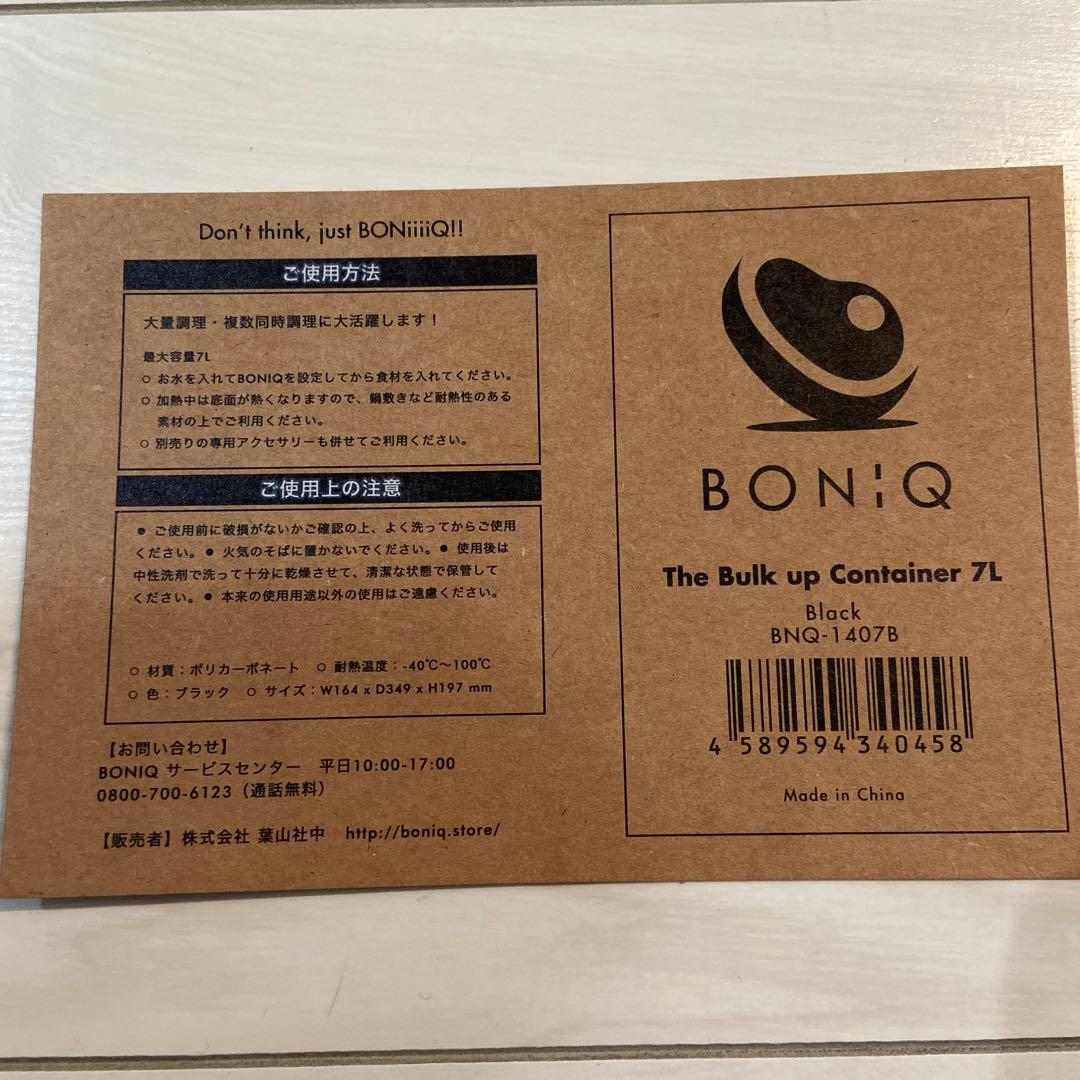 Don't think, just BONiiiiQ!!
ご使用方法
大量調理・複数同時調理に大活躍します！
最大容量7L
○ お水を入れてBONIQを設定してから食材を入れてください。
○ 加熱中は底面が熱くなりますので、鍋敷きなど耐熱性のある
素材の上でご利用ください。
○ 別売りの専用アクセサリーも併せてご利用ください。
ご使用上の注意
● ご使用前に破損がないかご確認の上、よく洗ってからご使用
ください。● 火気のそばに置かないでください。● 使用後は
中性洗剤で洗って十分に乾燥させて、清潔な状態で保管して
ください。● 本来の使用用途以外の使用はご遠慮ください。
○ 材質：ポリカーボネート ○ 耐熱温度：-40℃〜100℃
○ 色：ブラック ○ サイズ：W164 x D349 x H197 mm
【お問い合わせ】
BONIQ サービスセンター 平日10:00-17:00
0800-700-6123（通話無料）
【販売者】株式会社 葉山社中 http://boniq.store/
BONIQ
The Bulk up Container 7L
Black
BNQ-1407B
4 589594 340458
Made in China